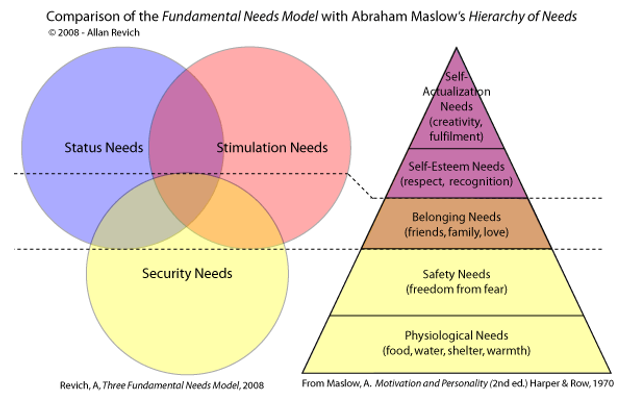 Comparison of the Fundamental Needs Model with Abraham Maslow's Hierarchy of Needs
© 2008 - Allan Revich
Status Needs
Stimulation Needs
Security Needs
Revich, A, Three Fundamental Needs Model, 2008
Self-
Actualization
Needs
(creativity,
fulfilment)
Self-Esteem Needs
(respect, recognition)
Belonging Needs
(friends, family, love)
Safety Needs
(freedom from fear)
Physiological Needs
(food, water, shelter, warmth)
From Maslow, A. Motivation and Personality (2nd ed.) Harper & Row, 1970